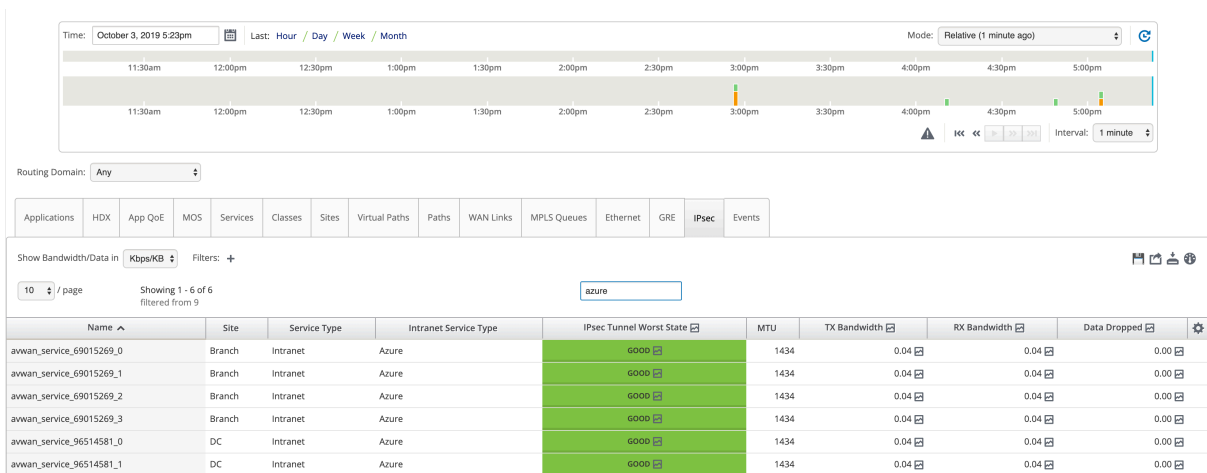 Time: October 3, 2019 5:23pm Last: Hour / Day / Week / Month Mode: Relative (1 minute ago)
11:30am 12:00pm 12:30pm 1:00pm 1:30pm 2:00pm 2:30pm 3:00pm 3:30pm 4:00pm 4:30pm 5:00pm
11:30am 12:00pm 12:30pm 1:00pm 1:30pm 2:00pm 2:30pm 3:00pm 3:30pm 4:00pm 4:30pm 5:00pm
Interval: 1 minute
Routing Domain: Any
Applications HDX App QoE MOS Services Classes Sites Virtual Paths Paths WAN Links MPLS Queues Ethernet GRE IPsec Events
Show Bandwidth/Data in Kbps/KB Filters: +
10 / page Showing 1 - 6 of 6 azure
filtered from 9
Name Site Service Type Intranet Service Type IPsec Tunnel Worst State MTU TX Bandwidth RX Bandwidth Data Dropped
avwan_service_69015269_0 Branch Intranet Azure GOOD 1434 0.04 0.04 0.00
avwan_service_69015269_1 Branch Intranet Azure GOOD 1434 0.04 0.04 0.00
avwan_service_69015269_2 Branch Intranet Azure GOOD 1434 0.04 0.04 0.00
avwan_service_69015269_3 Branch Intranet Azure GOOD 1434 0.04 0.04 0.00
avwan_service_96514581_0 DC Intranet Azure GOOD 1434 0.04 0.04 0.00
avwan_service_96514581_1 DC Intranet Azure GOOD 1434 0.04 0.04 0.00